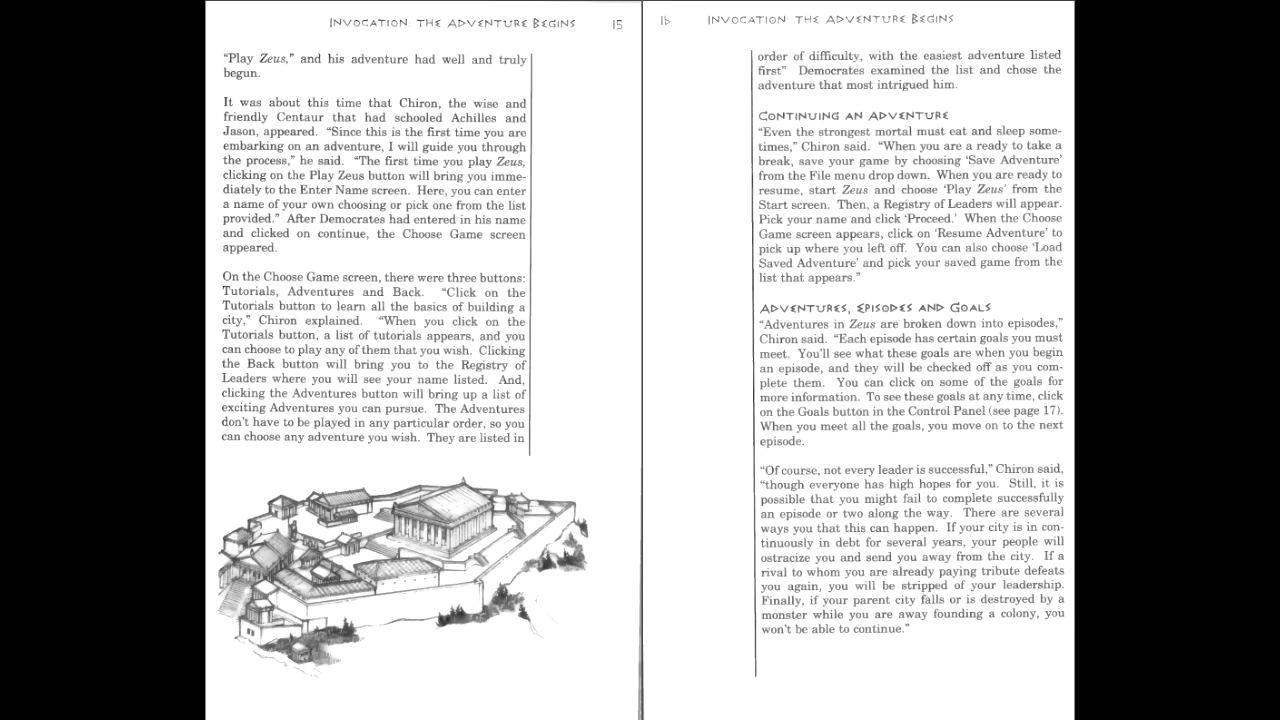 INVOCATION: THE ADVENTURE BEGINS 15
"Play Zeus," and his adventure had well and truly
begun.
It was about this time that Chiron, the wise and
friendly Centaur that had schooled Achilles and
Jason, appeared. "Since this is the first time you are
embarking on an adventure, I will guide you through
the process," he said. "The first time you play Zeus,
clicking on the Play Zeus button will bring you imme-
diately to the Enter Name screen. Here, you can enter
a name of your own choosing or pick one from the list
provided." After Democrates had entered in his name
and clicked on continue, the Choose Game screen
appeared.
On the Choose Game screen, there were three buttons:
Tutorials, Adventures and Back. "Click on the
Tutorials button to learn all the basics of building a
city," Chiron explained. "When you click on the
Tutorials button, a list of tutorials appears, and you
can choose to play any of them that you wish. Clicking
the Back button will bring you to the Registry of
Leaders where you will see your name listed. And,
clicking the Adventures button will bring up a list of
exciting Adventures you can pursue. The Adventures
don't have to be played in any particular order, so you
can choose any adventure you wish. They are listed in
16 INVOCATION: THE ADVENTURE BEGINS
order of difficulty, with the easiest adventure listed
first" Democrates examined the list and chose the
adventure that most intrigued him.
CONTINUING AN ADVENTURE
"Even the strongest mortal must eat and sleep some-
times," Chiron said. "When you are a ready to take a
break, save your game by choosing 'Save Adventure'
from the File menu drop down. When you are ready to
resume, start Zeus and choose 'Play Zeus' from the
Start screen. Then, a Registry of Leaders will appear.
Pick your name and click 'Proceed.' When the Choose
Game screen appears, click on 'Resume Adventure' to
pick up where you left off. You can also choose 'Load
Saved Adventure' and pick your saved game from the
list that appears."
ADVENTURES, EPISODES AND GOALS
"Adventures in Zeus are broken down into episodes,"
Chiron said. "Each episode has certain goals you must
meet. You'll see what these goals are when you begin
an episode, and they will be checked off as you com-
plete them. You can click on some of the goals for
more information. To see these goals at any time, click
on the Goals button in the Control Panel (see page 17).
When you meet all the goals, you move on to the next
episode.
"Of course, not every leader is successful," Chiron said,
"though everyone has high hopes for you. Still, it is
possible that you might fail to complete successfully
an episode or two along the way. There are several
ways you that this can happen. If your city is in con-
tinuously in debt for several years, your people will
ostracize you and send you away from the city. If a
rival to whom you are already paying tribute defeats
you again, you will be stripped of your leadership.
Finally, if your parent city falls or is destroyed by a
monster while you are away founding a colony, you
won't be able to continue."